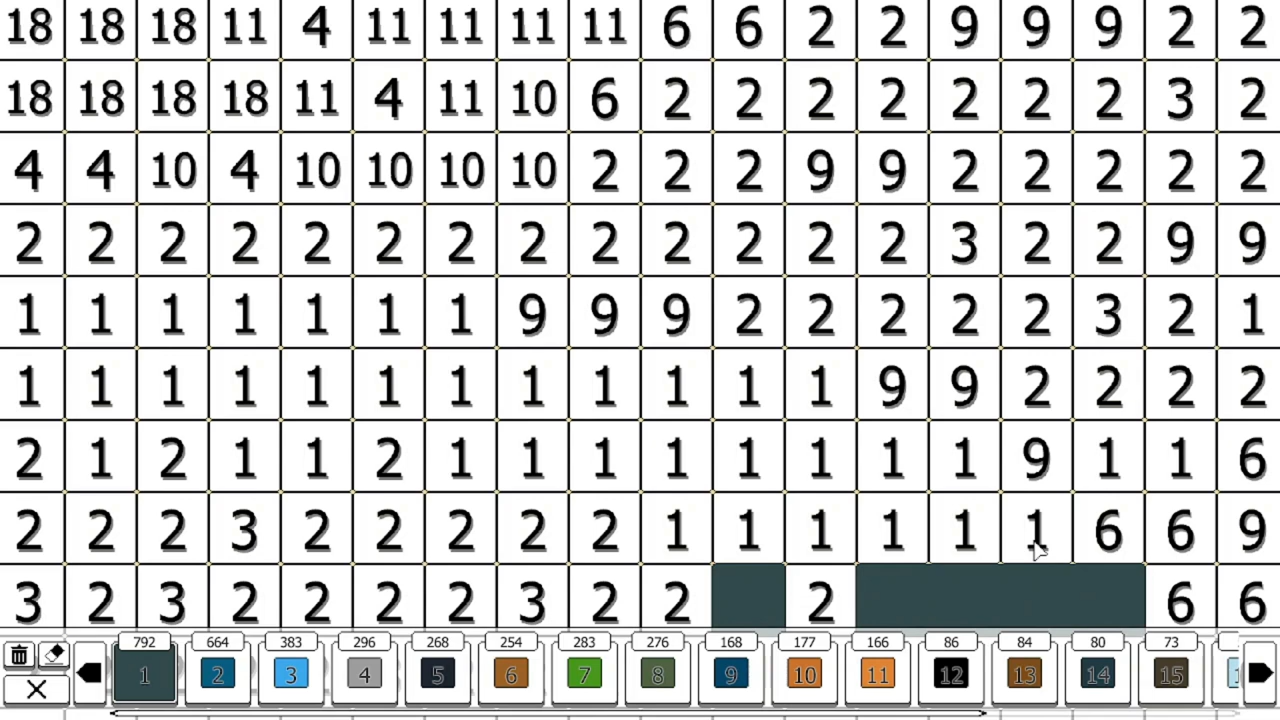 18 18 18 11 4 11 11 11 11 6 6 2 2 9 9 9 2 2
18 18 18 18 11 4 11 10 6 2 2 2 2 2 2 2 3 2
4 4 10 4 10 10 10 10 2 2 2 9 9 2 2 2 2 2
2 2 2 2 2 2 2 2 2 2 2 2 2 3 2 2 9 9
1 1 1 1 1 1 1 9 9 9 2 2 2 2 2 3 2 1
1 1 1 1 1 1 1 1 1 1 1 1 9 9 2 2 2 2
2 1 2 1 1 2 1 1 1 1 1 1 1 1 9 1 1 6
2 2 2 3 2 2 2 2 2 1 1 1 1 1 1 6 6 9
3 2 3 2 2 2 2 3 2 2 2 6 6
792 664 383 296 268 254 283 276 168 177 166 86 84 80 73
1 2 3 4 5 6 7 8 9 10 11 12 13 14 15